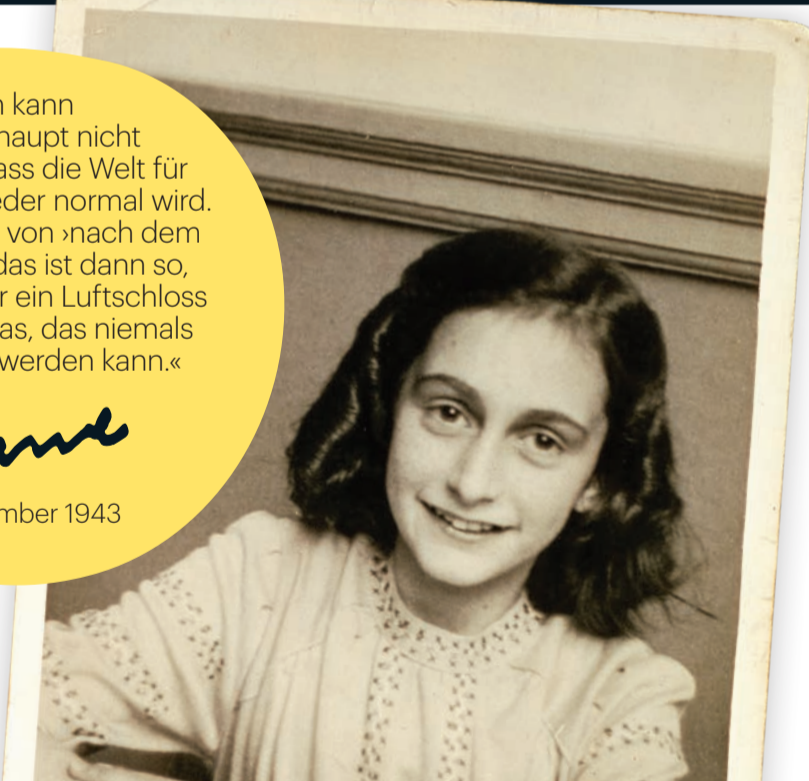 n kann
haupt nicht
ass die Welt für
eder normal wird.
von ›nach dem
das ist dann so,
r ein Luftschloss
as, das niemals
werden kann.«
mber 1943